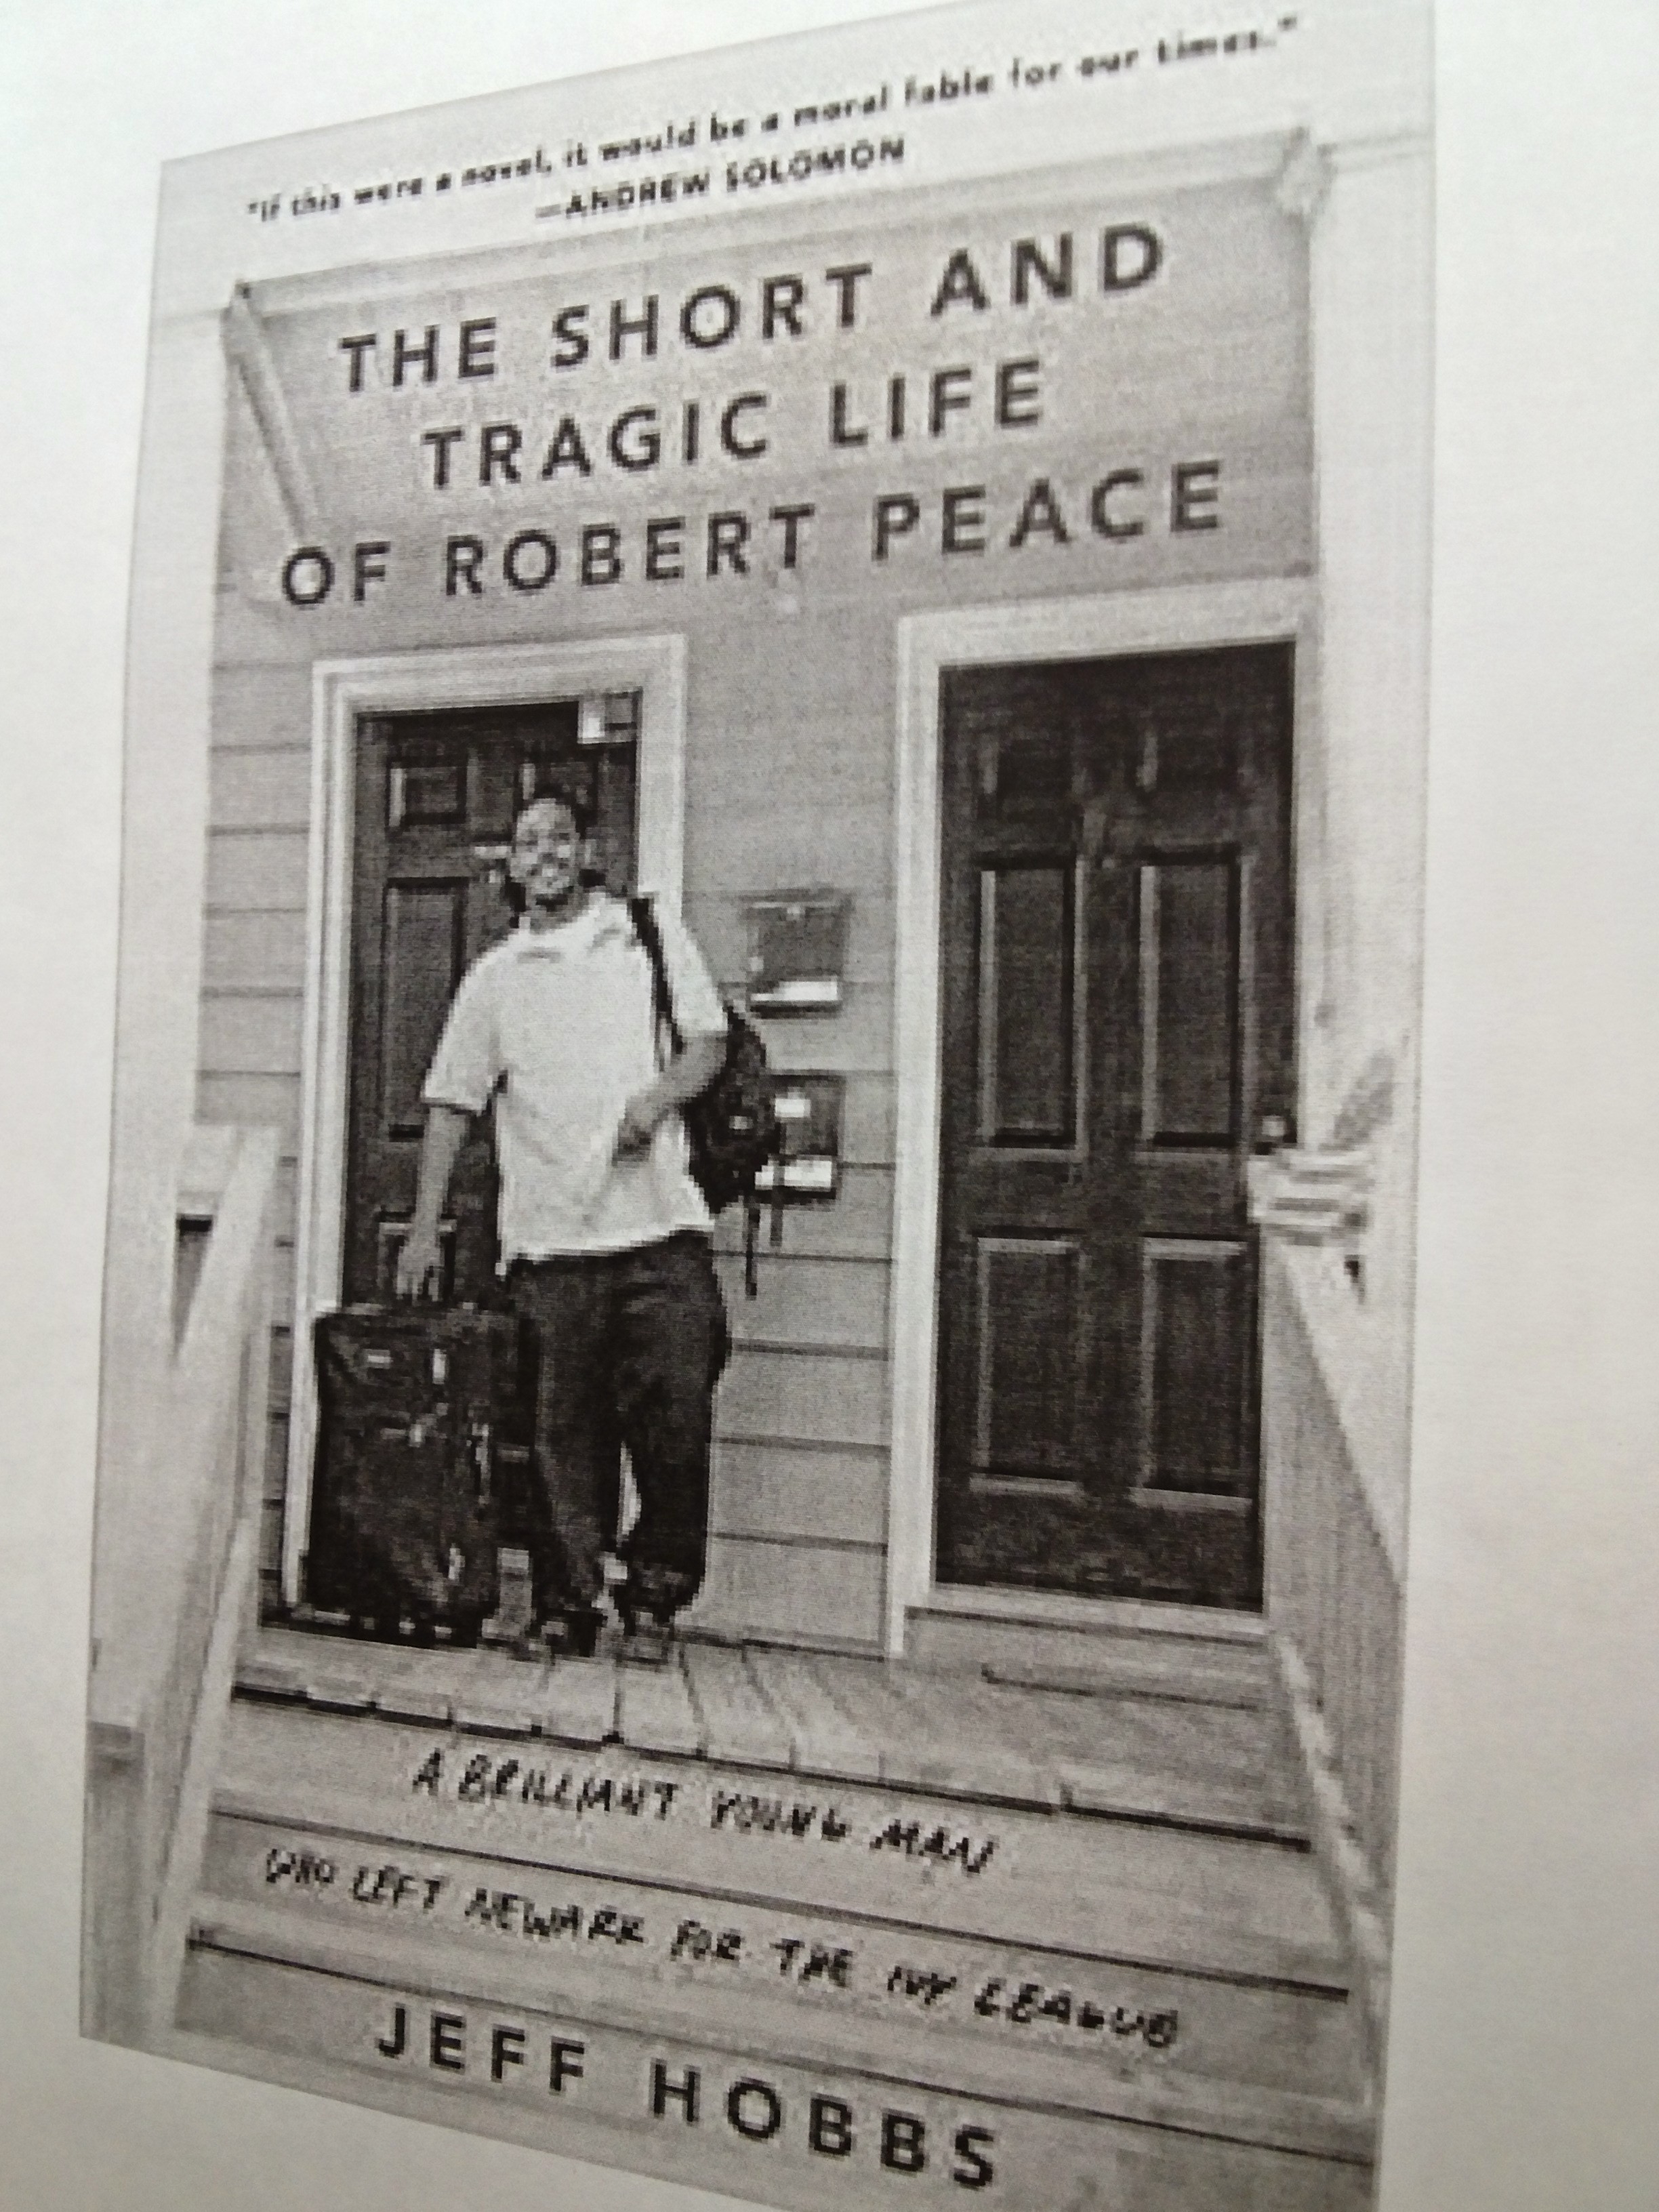 "If this were a novel, it would be a moral fable for our times."
—ANDREW SOLOMON
THE SHORT AND
TRAGIC LIFE
OF ROBERT PEACE
A BRILLIANT YOUNG MAN
WHO LEFT NEWARK FOR THE IVY LEAGUE
JEFF HOBBS